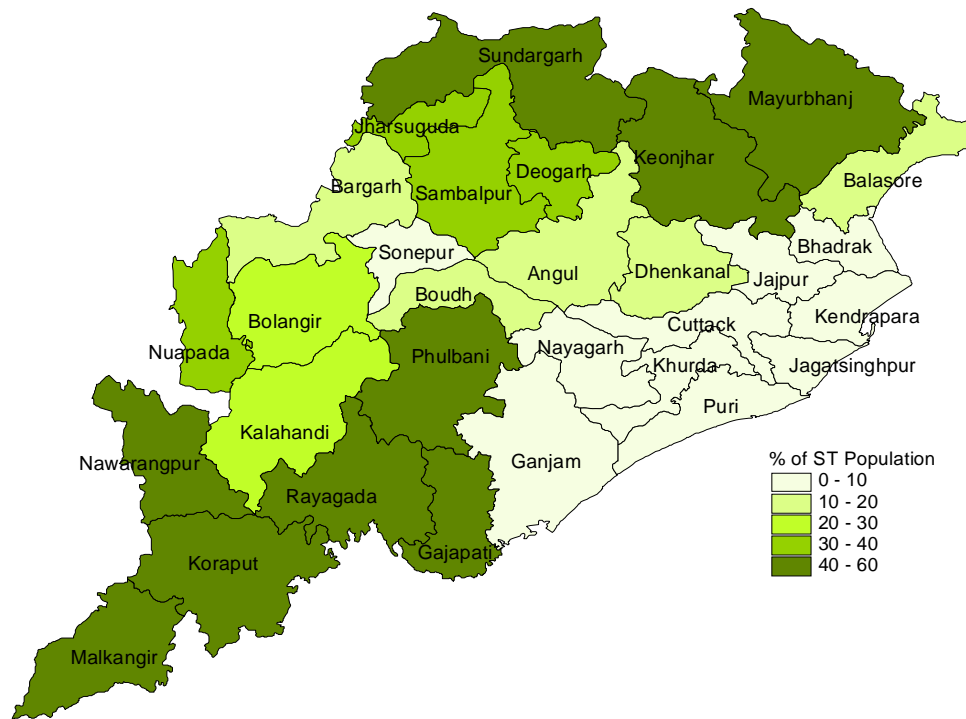 Sundargarh
Mayurbhanj
Jharsuguda
Keonjhar
Deogarh
Bargarh
Sambalpur
Balasore
Sonepur
Bhadrak
Angul
Dhenkanal
Jajpur
Boudh
Bolangir
Kendrapara
Cuttack
Nuapada
Phulbani
Nayagarh
Khurda
Jagatsinghpur
Puri
Kalahandi
Nawarangpur
Ganjam
Rayagada
Gajapati
Koraput
Malkangir
% of ST Population
0 - 10
10 - 20
20 - 30
30 - 40
40 - 60